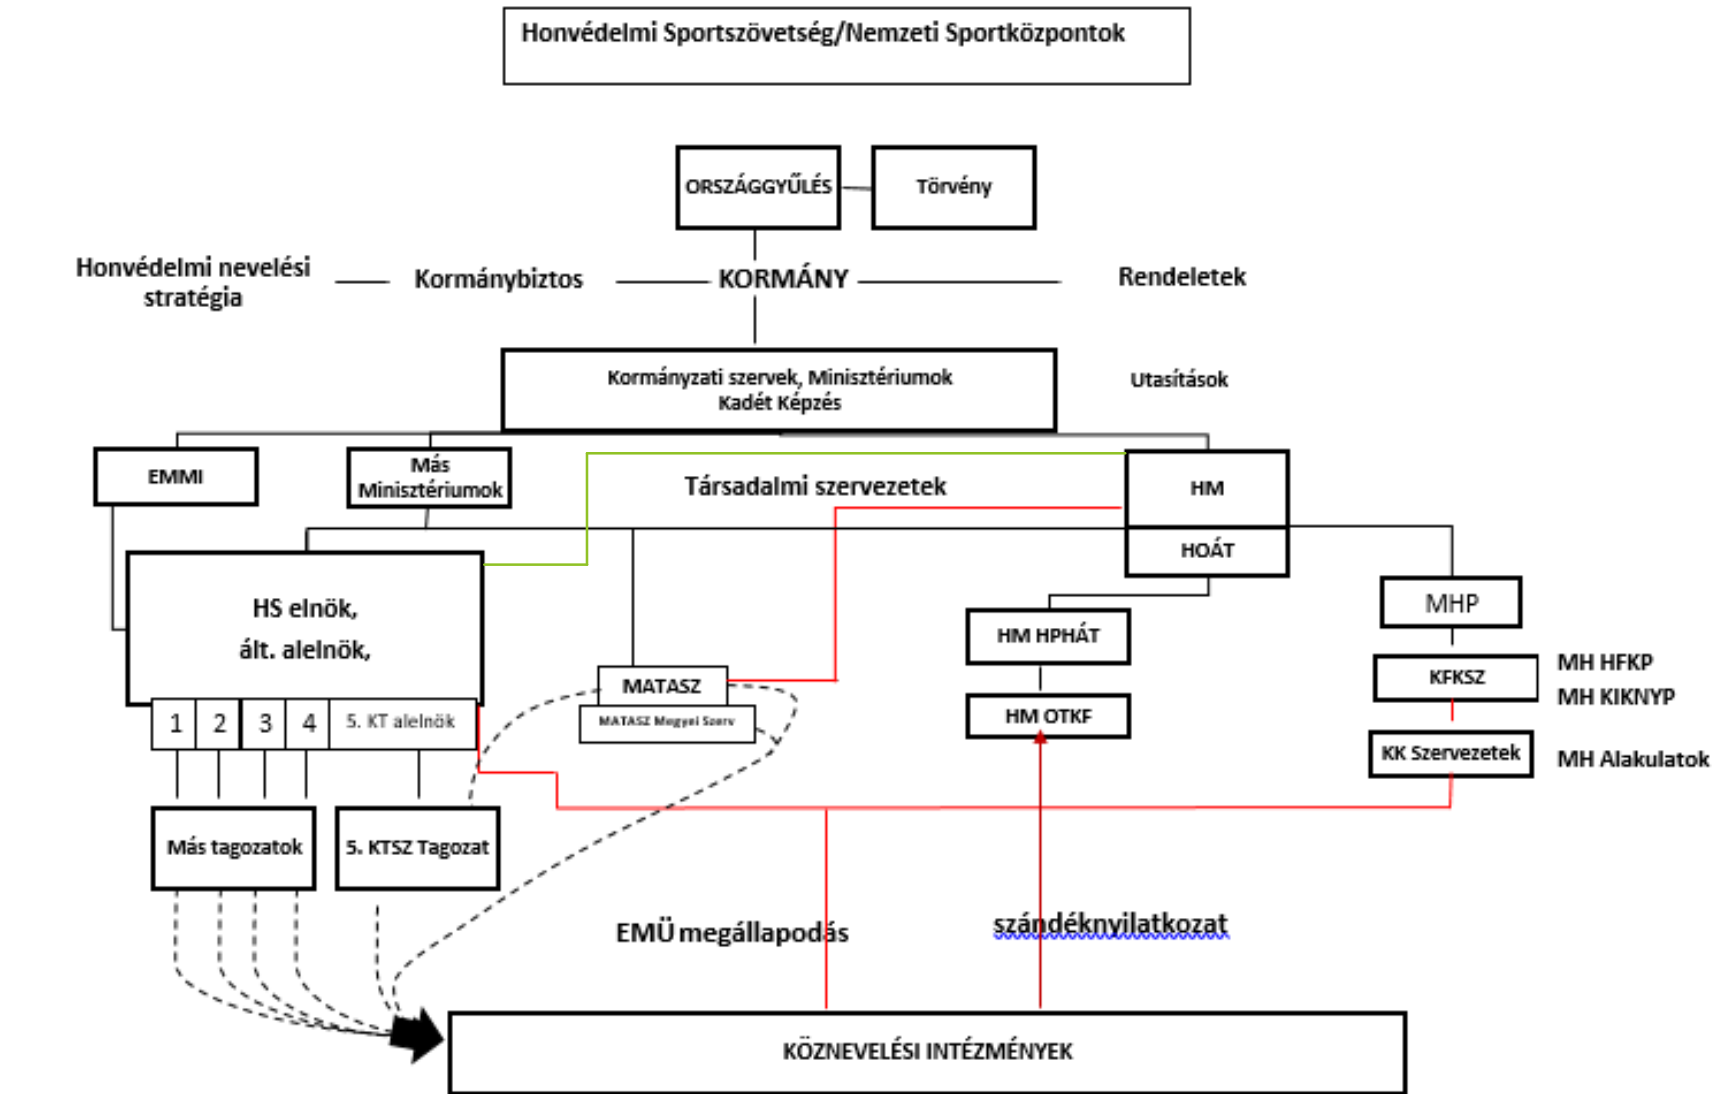 Honvédelmi Sportszövetség/Nemzeti Sportközpontok
ORSZÁGGYŰLÉS
Törvény
Honvédelmi nevelési
stratégia
Kormánybiztos
KORMÁNY
Rendeletek
Kormányzati szervek, Minisztériumok
Kadét Képzés
Utasítások
EMMI
Más
Minisztériumok
Társadalmi szervezetek
HM
HOÁT
HS elnök,
ált. alelnök,
HM HPHÁT
MHP
MATASZ
MATASZ Megyei Szerv
HM OTKF
KFKSZ
MH HFKP
MH KIKNYP
1 2 3 4 5. KT alelnök
KK Szervezetek
MH Alakulatok
Más tagozatok
5. KTSZ Tagozat
EMÜ megállapodás
szándéknyilatkozat
KÖZNEVELÉSI INTÉZMÉNYEK